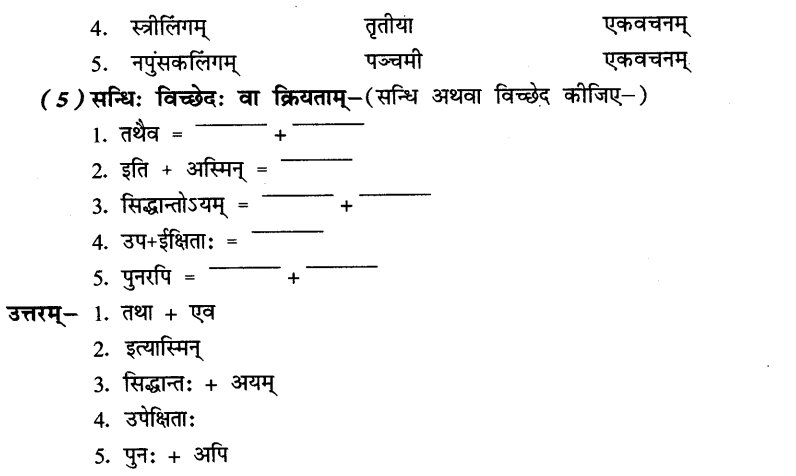 4. स्त्रीलिंगम् तृतीया एकवचनम्
5. नपुंसकलिंगम् पञ्चमी एकवचनम्
(5) सन्धिः विच्छेदः वा क्रियताम्–(सन्धि अथवा विच्छेद कीजिए–)
1. तथैव = ______ + ______
2. इति + अस्मिन् = ______
3. सिद्धान्तोऽयम् = ______ + ______
4. उप+ईक्षिताः = ______
5. पुनरपि = ______ + ______
उत्तरम्– 1. तथा + एव
2. इत्यास्मिन्
3. सिद्धान्तः + अयम्
4. उपेक्षिताः
5. पुनः + अपि